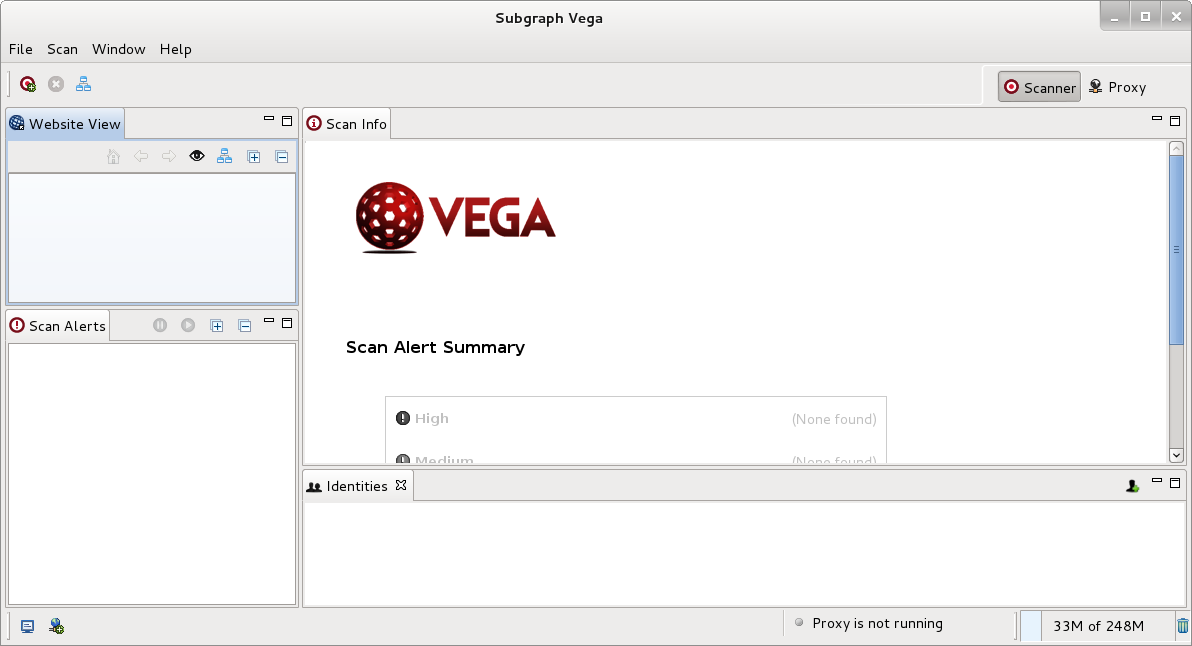 Subgraph Vega
File Scan Window Help
Scanner Proxy
Website View
Scan Info
VEGA
Scan Alerts
Scan Alert Summary
High (None found)
Medium (None found)
Identities
Proxy is not running
33M of 248M